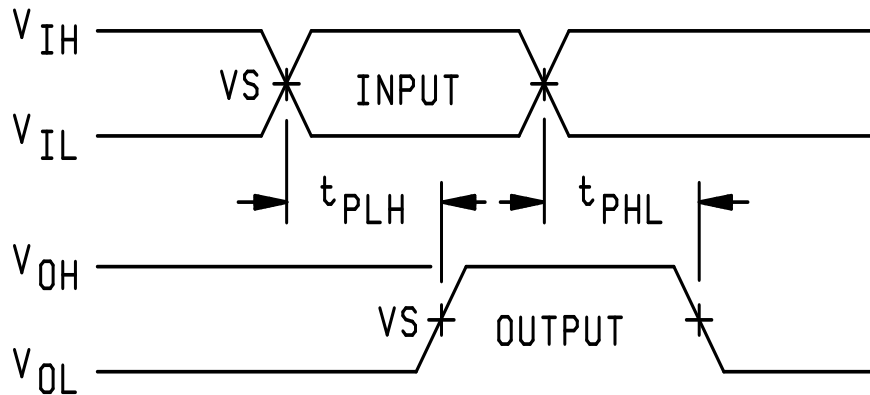 VIH
VS INPUT
VIL
tPLH tPHL
VOH
VS OUTPUT
VOL